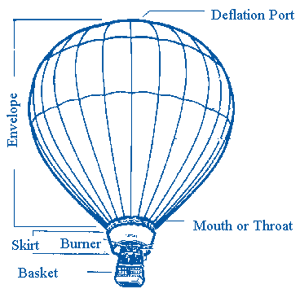 Deflation Port
Envelope
Mouth or Throat
Skirt
Burner
Basket